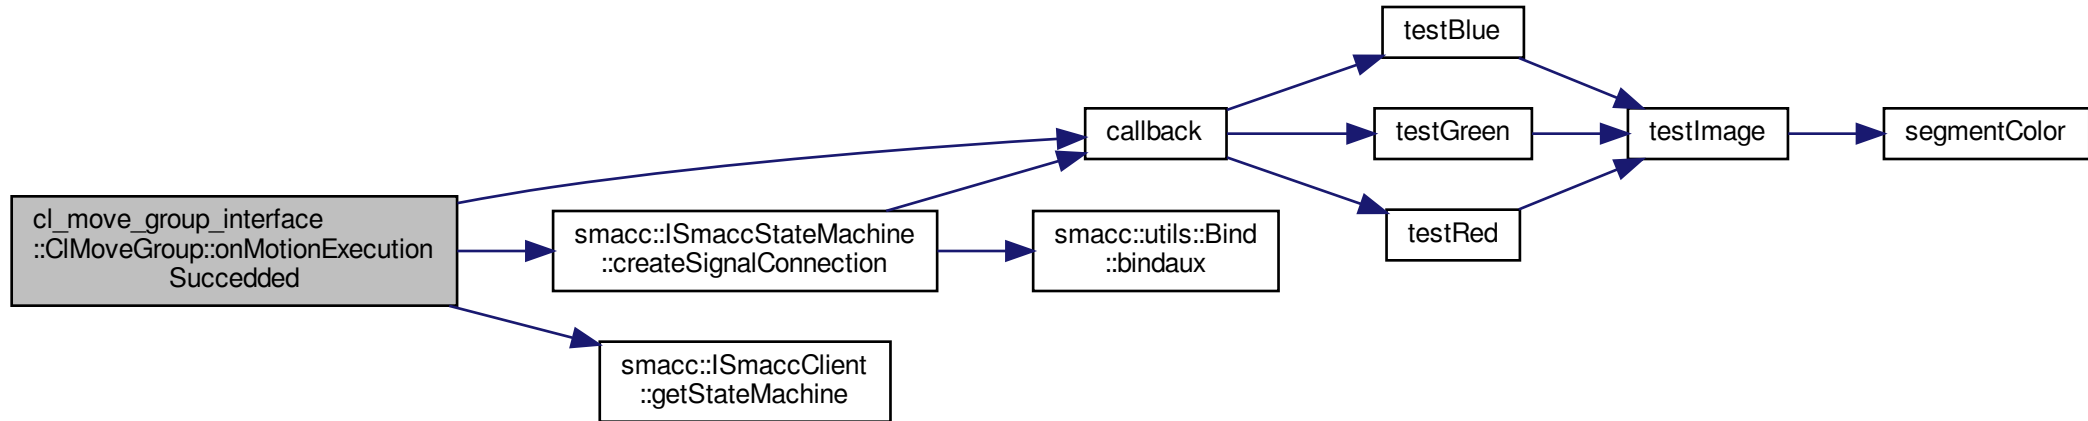 cl_move_group_interface
::ClMoveGroup::onMotionExecution
Succedded
smacc::ISmaccStateMachine
::createSignalConnection
smacc::ISmaccClient
::getStateMachine
callback
smacc::utils::Bind
::bindaux
testBlue
testGreen
testRed
testImage
segmentColor